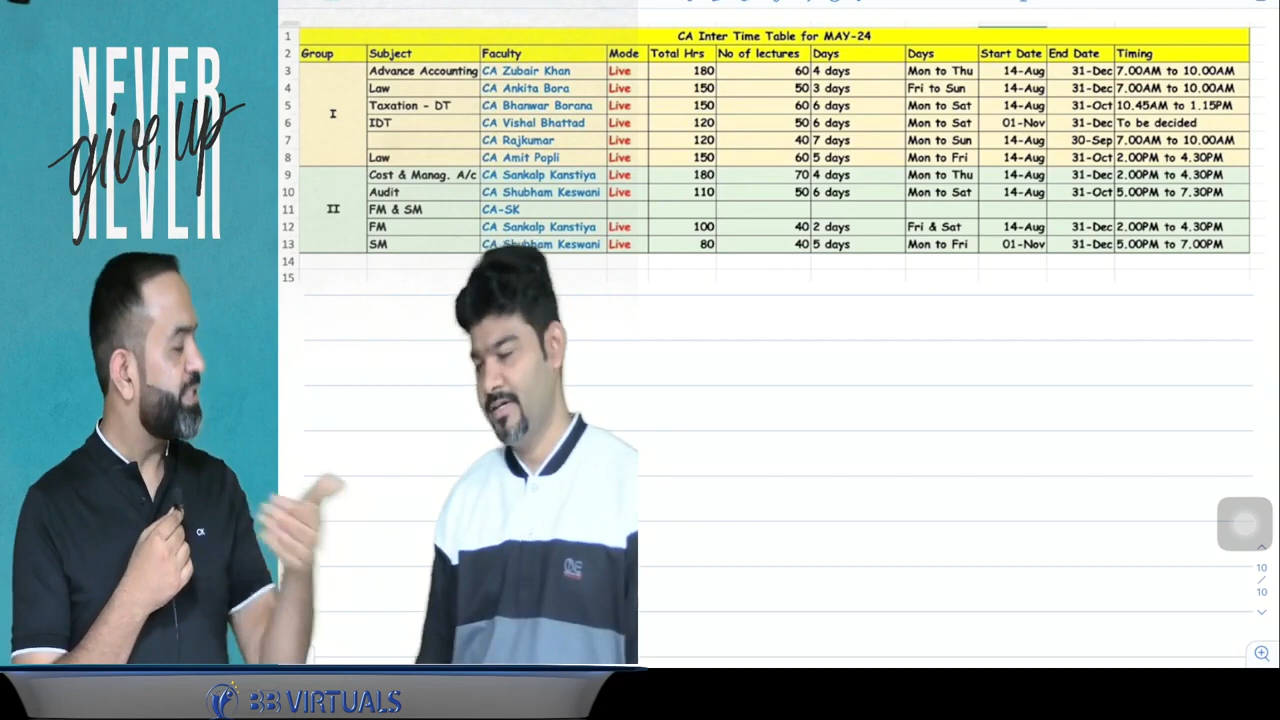 NEVER
give up
NEVER
1 CA Inter Time Table for MAY-24
2 Group Subject Faculty Mode Total Hrs No of lectures Days Days Start Date End Date Timing
3 Advance Accounting CA Zubair Khan Live 180 60 4 days Mon to Thu 14-Aug 31-Dec 7.00AM to 10.00AM
4 Law CA Ankita Bora Live 150 50 3 days Fri to Sun 14-Aug 31-Dec 7.00AM to 10.00AM
5 Taxation - DT CA Bhanwar Borana Live 150 60 6 days Mon to Sat 14-Aug 31-Oct 10.45AM to 1.15PM
I
6 IDT CA Vishal Bhattad Live 120 50 6 days Mon to Sat 01-Nov 31-Dec To be decided
7 CA Rajkumar Live 120 40 7 days Mon to Sun 14-Aug 30-Sep 7.00AM to 10.00AM
8 Law CA Amit Popli Live 150 60 5 days Mon to Fri 14-Aug 31-Oct 2.00PM to 4.30PM
9 Cost & Manag. A/c CA Sankalp Kanstiya Live 180 70 4 days Mon to Thu 14-Aug 31-Dec 2.00PM to 4.30PM
10 Audit CA Shubham Keswani Live 110 50 6 days Mon to Sat 14-Aug 31-Oct 5.00PM to 7.30PM
11 II FM & SM CA-SK
12 FM CA Sankalp Kanstiya Live 100 40 2 days Fri & Sat 14-Aug 31-Dec 2.00PM to 4.30PM
13 SM CA Shubham Keswani Live 80 40 5 days Mon to Fri 01-Nov 31-Dec 5.00PM to 7.00PM
14
15
CK
10
/
10
BB VIRTUALS